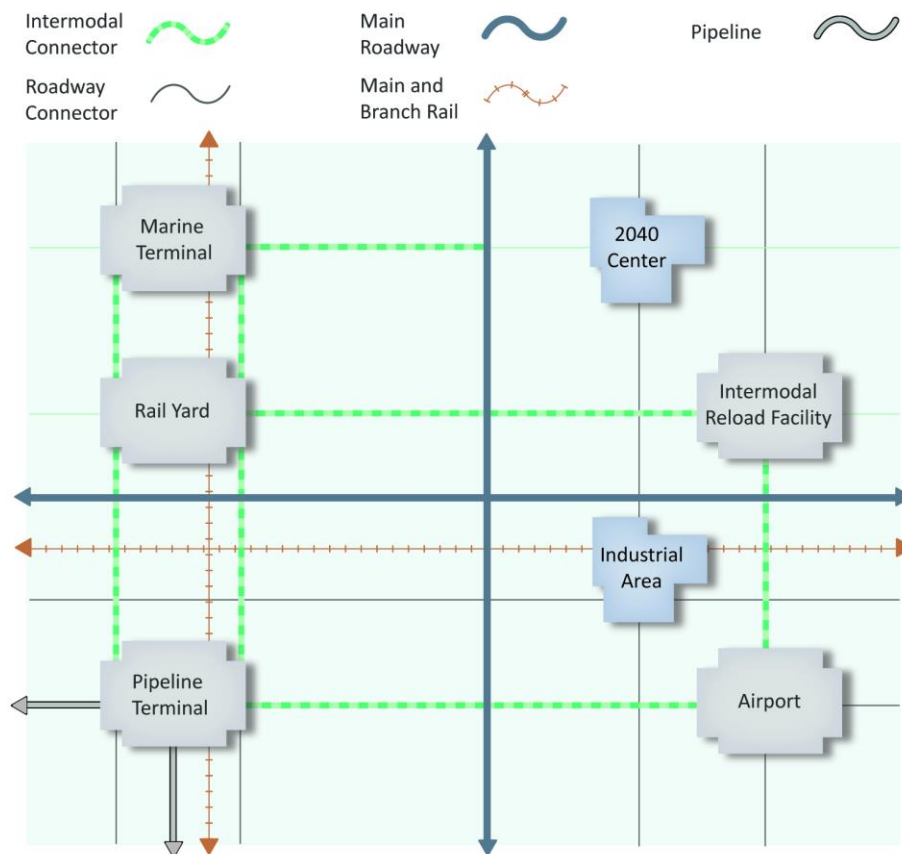 Intermodal
Connector
Main
Roadway
Pipeline
Roadway
Connector
Main and
Branch Rail
Marine
Terminal
2040
Center
Rail Yard
Intermodal
Reload Facility
Industrial
Area
Pipeline
Terminal
Airport